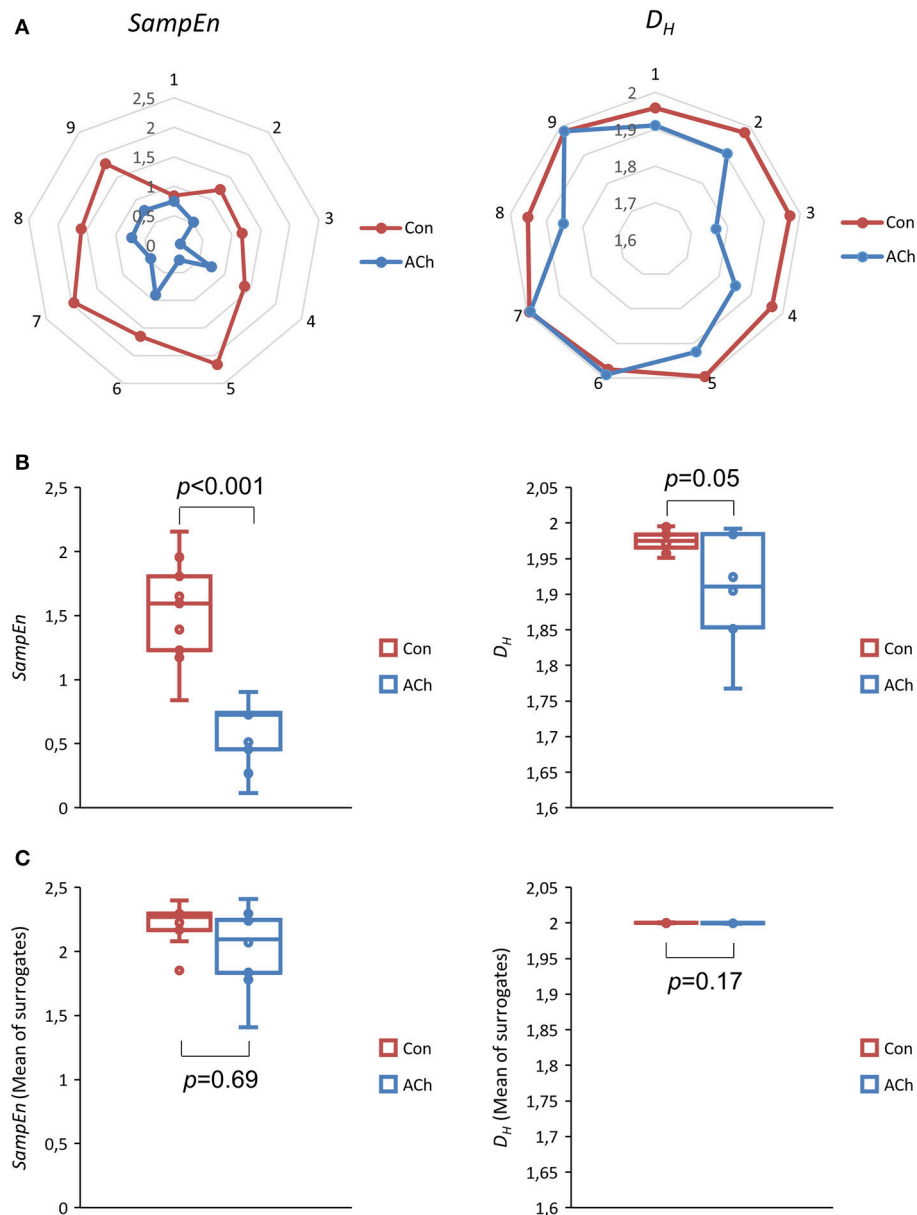 A
SampEn
D_H
1
2,5
2
1,5
1
0,5
0
2
3
4
5
6
7
8
9
Con
ACh
1
2
1,9
1,8
1,7
1,6
2
3
4
5
6
7
8
9
Con
ACh
B
SampEn
2,5
2
1,5
1
0,5
0
p<0.001
Con
ACh
D_H
2,05
2
1,95
1,9
1,85
1,8
1,75
1,7
1,65
1,6
p=0.05
Con
ACh
C
SampEn (Mean of surrogates)
2,5
2
1,5
1
0,5
0
p=0.69
Con
ACh
D_H (Mean of surrogates)
2,05
2
1,95
1,9
1,85
1,8
1,75
1,7
1,65
1,6
p=0.17
Con
ACh